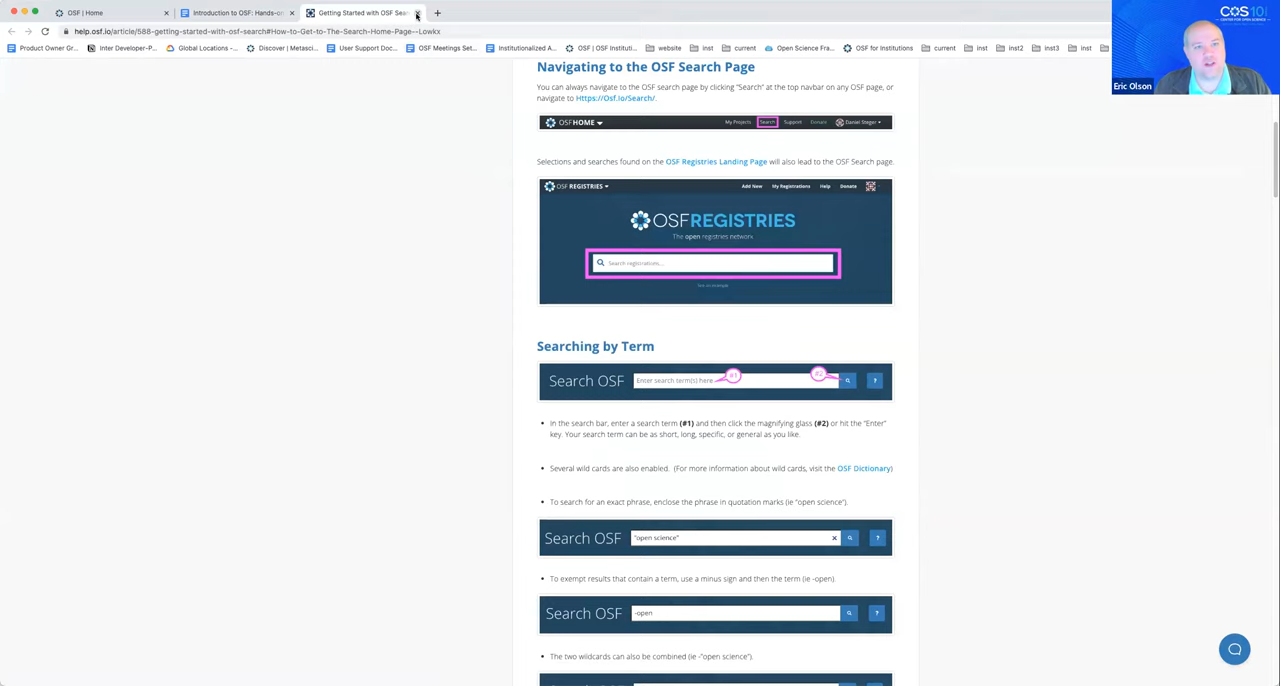 OSF | Home
Introduction to OSF: Hands-o
Getting Started with OSF Sear
help.osf.io/article/588-getting-started-with-osf-search#How-to-Get-to-The-Search-Home-Page--Lowkx
Product Owner Gr...
Inter Developer-P...
Global Locations -...
Discover | Metasci...
User Support Doc...
OSF Meetings Set...
Institutionalized A...
OSF | OSF Instituti...
website
inst
current
Open Science Fra...
OSF for Institutions
current
inst
inst2
inst3
inst
COS 10
CENTER FOR OPEN SCIENCE
Eric Olson
Navigating to the OSF Search Page
You can always navigate to the OSF search page by clicking "Search" at the top navbar on any OSF page, or
navigate to Https://Osf.Io/Search/.
OSFHOME
My Projects
Search
Support
Donate
Daniel Steger
Selections and searches found on the OSF Registries Landing Page will also lead to the OSF Search page.
OSF REGISTRIES
Add New
My Registrations
Help
Donate
OSFREGISTRIES
The open registries network
Search registrations...
See an example
Searching by Term
Search OSF
Enter search term(s) here
#1
#2
?
• In the search bar, enter a search term (#1) and then click the magnifying glass (#2) or hit the "Enter"
key. Your search term can be as short, long, specific, or general as you like.
• Several wild cards are also enabled. (For more information about wild cards, visit the OSF Dictionary)
• To search for an exact phrase, enclose the phrase in quotation marks (ie "open science").
Search OSF
"open science"
?
• To exempt results that contain a term, use a minus sign and then the term (ie -open).
Search OSF
-open
?
• The two wildcards can also be combined (ie -"open science").